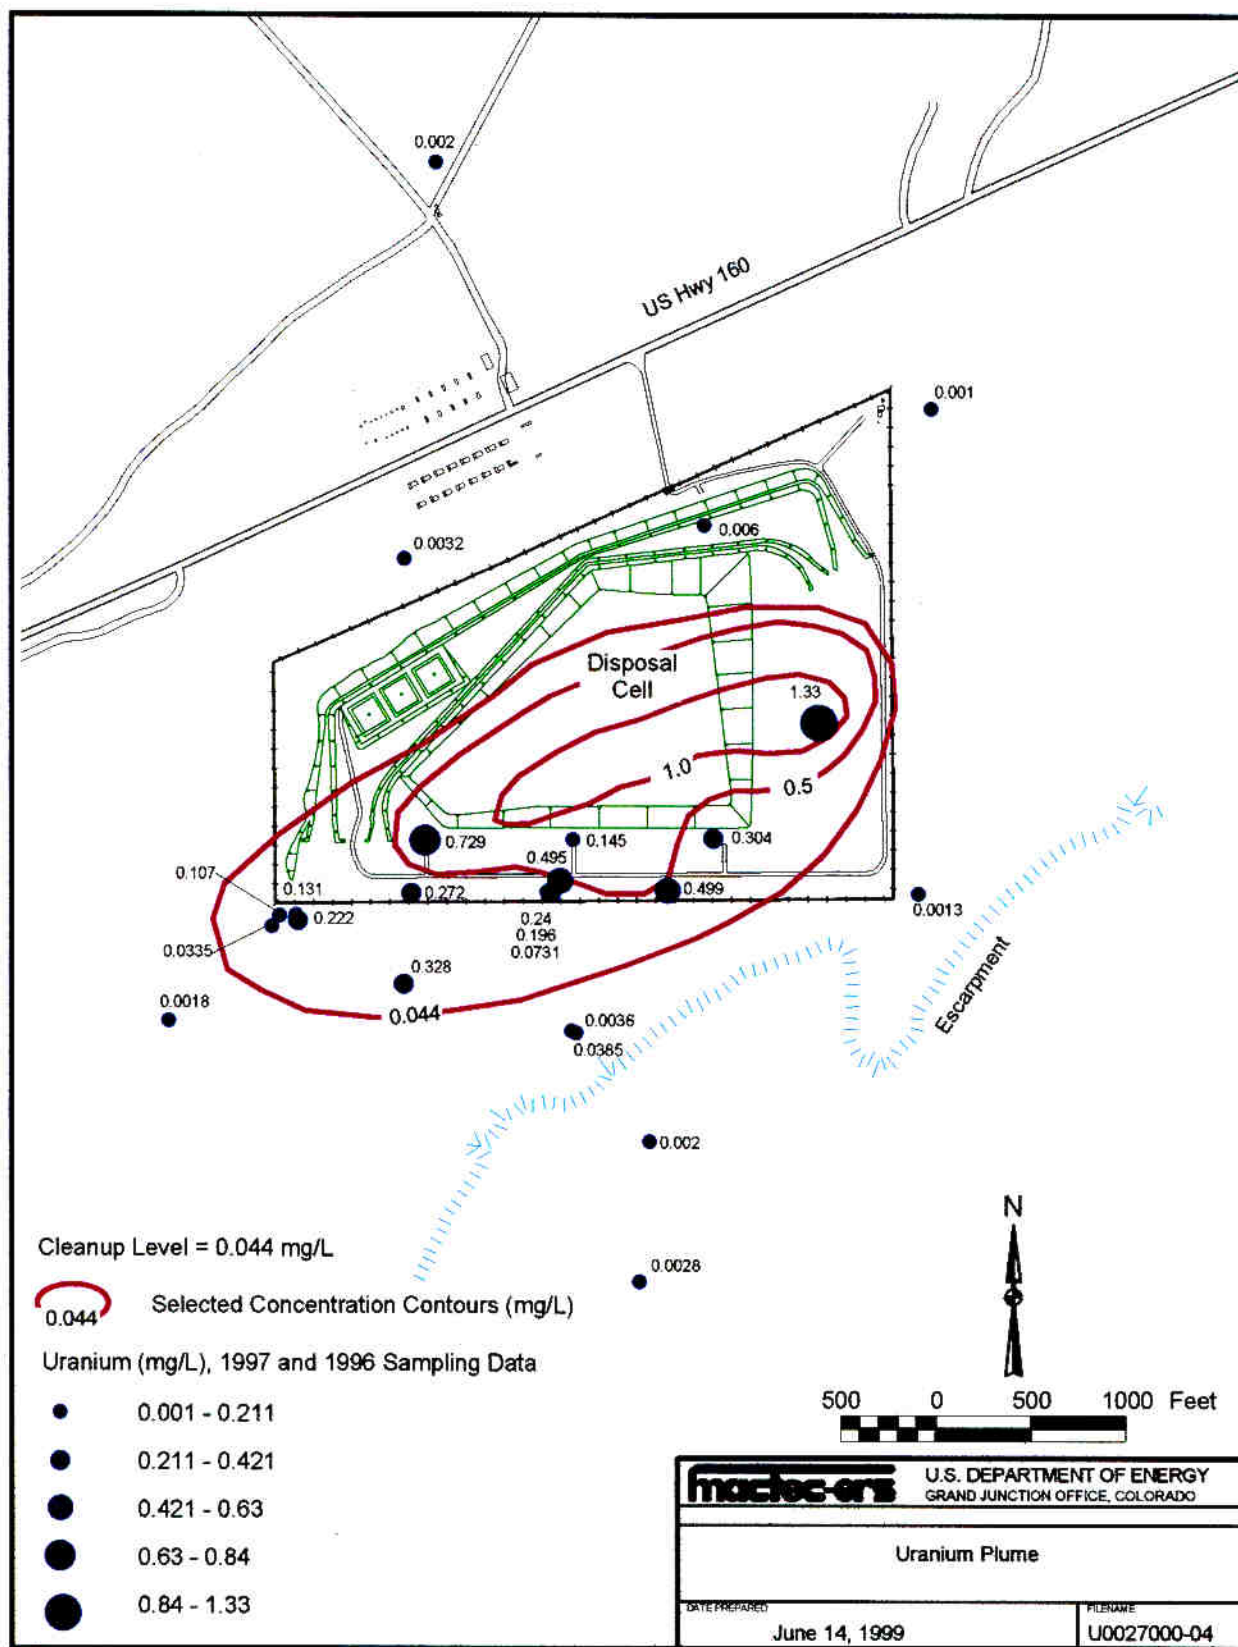 0.002
US Hwy 160
0.001
0.006
0.0032
Disposal
Cell
1.33
1.0
0.5
0.729
0.145
0.304
0.495
0.107
0.131
0.272
0.499
0.222
0.24
0.196
0.0731
0.0013
0.0335
0.328
Escarpment
0.0018
0.044
0.0036
0.0385
0.002
0.0028
N
Cleanup Level = 0.044 mg/L
0.044
Selected Concentration Contours (mg/L)
Uranium (mg/L), 1997 and 1996 Sampling Data
0.001 - 0.211
0.211 - 0.421
0.421 - 0.63
0.63 - 0.84
0.84 - 1.33
500 0 500 1000 Feet
mactec-ers
U.S. DEPARTMENT OF ENERGY
GRAND JUNCTION OFFICE, COLORADO
Uranium Plume
DATE PREPARED
June 14, 1999
FILENAME
U0027000-04